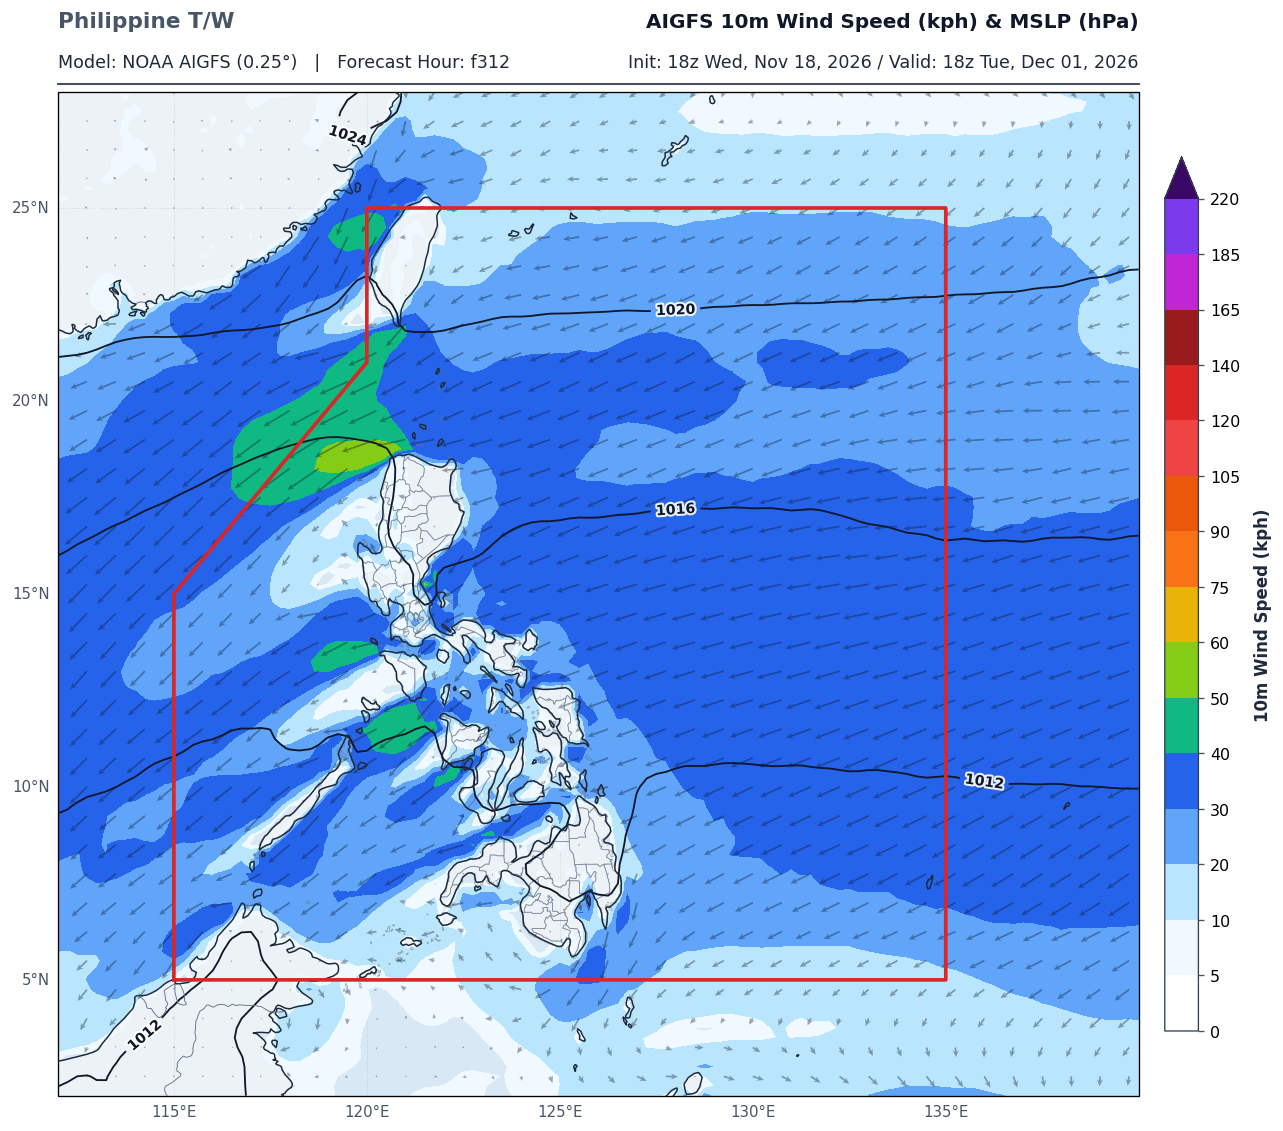 Philippine T/W
AIGFS 10m Wind Speed (kph) & MSLP (hPa)
Model: NOAA AIGFS (0.25°) | Forecast Hour: f312
Init: 18z Wed, Nov 18, 2026 / Valid: 18z Tue, Dec 01, 2026
1024
1020
1016
1012
1012
25°N
20°N
15°N
10°N
5°N
115°E
120°E
125°E
130°E
135°E
220
185
165
140
120
105
90
75
60
50
40
30
20
10
5
0
10m Wind Speed (kph)